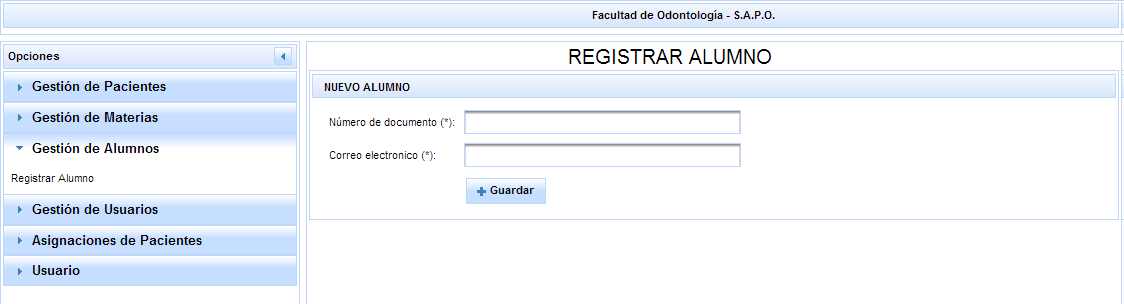 Facultad de Odontología - S.A.P.O.
Opciones
Gestión de Pacientes
Gestión de Materias
Gestión de Alumnos
Registrar Alumno
Gestión de Usuarios
Asignaciones de Pacientes
Usuario
REGISTRAR ALUMNO
NUEVO ALUMNO
Número de documento (*):
Correo electronico (*):
Guardar